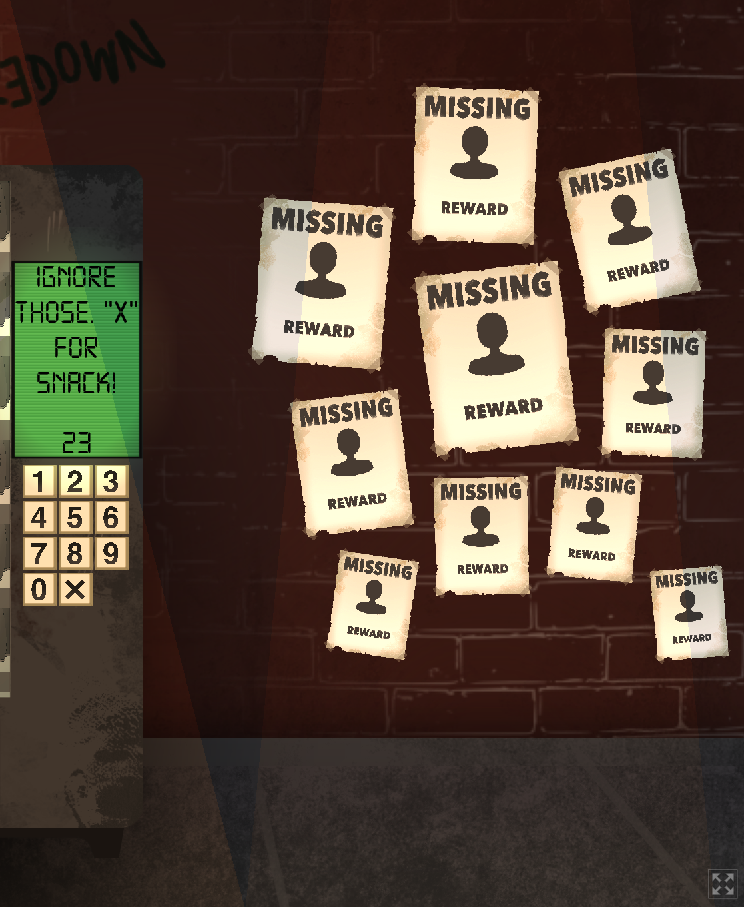 EDOWN
IGNORE
THOSE. "X"
FOR
SNACK!
23
1 2 3
4 5 6
7 8 9
0 X
MISSING
REWARD
MISSING
REWARD
MISSING
REWARD
MISSING
REWARD
MISSING
REWARD
MISSING
REWARD
MISSING
REWARD
MISSING
REWARD
MISSING
REWARD
MISSING
REWARD